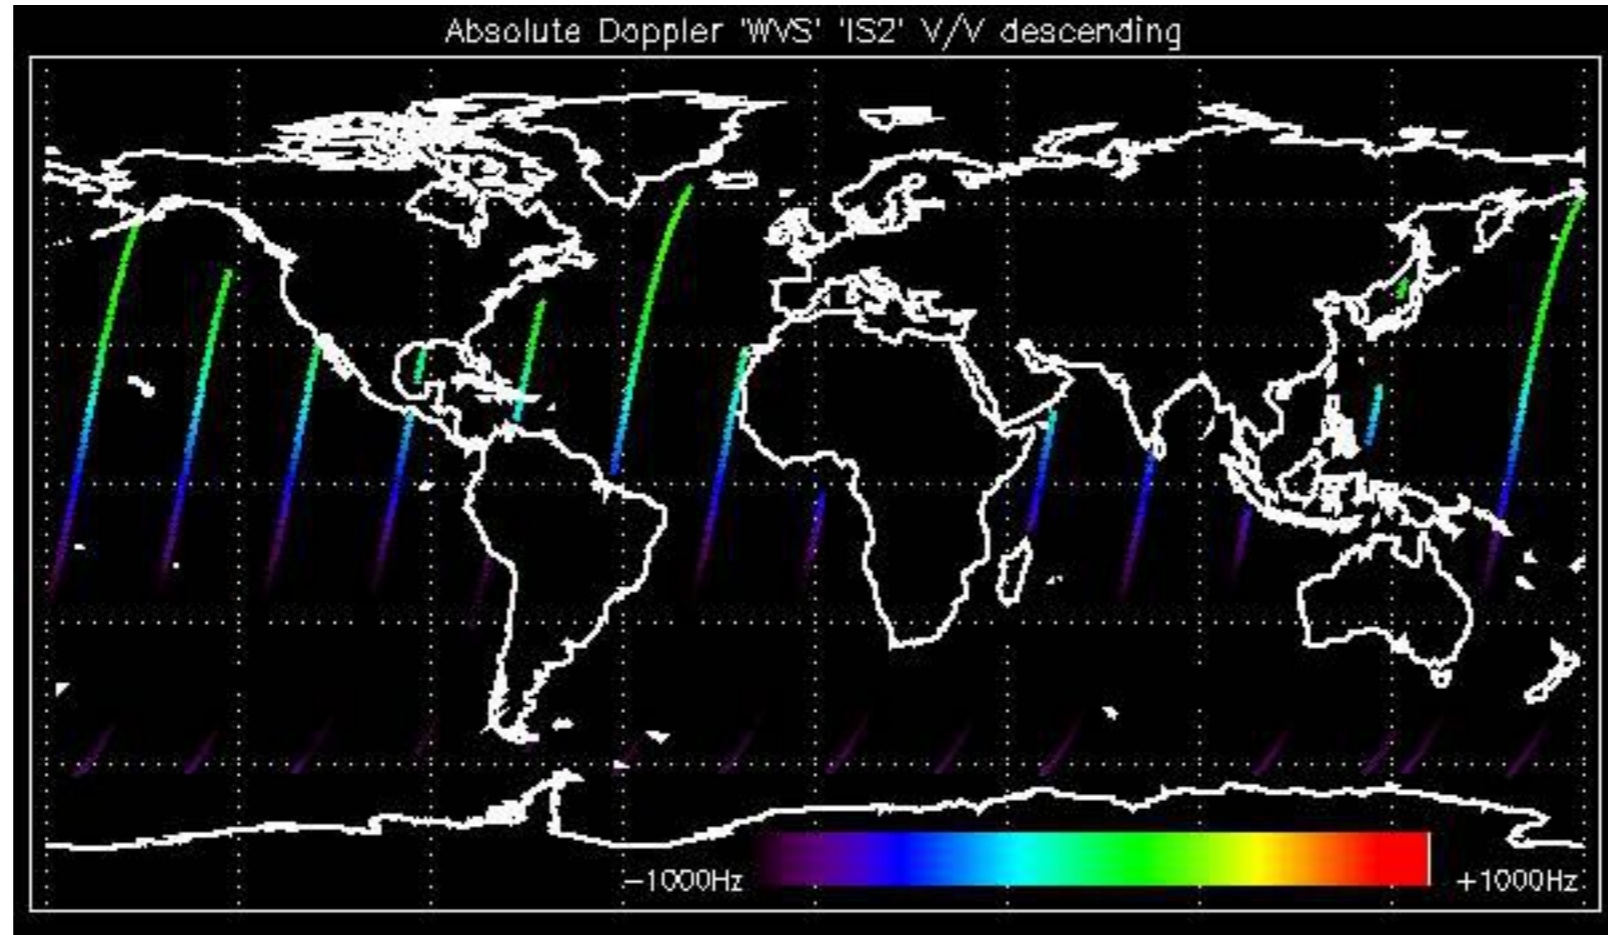 Absolute Doppler 'WVS' 'IS2' V/V descending
−1000Hz +1000Hz